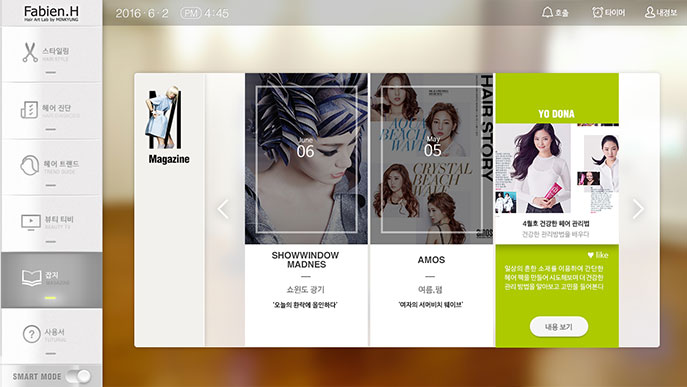 Fabien.H
Hair Art Lab by MINKYUNG
2016 · 6 · 2 PM 4:45
호출
타이머
내정보
스타일링
HAIR STYLE
헤어 진단
HAIR DIAGNOSIS
헤어 트렌드
TREND GUIDE
뷰티 티비
BEAUTY TV
잡지
MAGAZINE
사용서
TUTORIAL
SMART MODE
Magazine
June
06
SHOWWINDOW
MADNES
쇼윈도 광기
'오늘의 환락에 올인하다'
May
05
AQUA
BEACH
WAVE
CRYSTAL
BEACH
WAVE
HAIR STORY
AMOS
여름,펌
'여자의 서머비치 웨이브'
YO DONA
4월호 건강한 헤어 관리법
건강한 관리방법을 배우다
like
일상의 흔한 소재를 이용하여 간단한
헤어 팩을 만들어 시도해보며 더 건강한
관리 방법을 알아보고 고민을 들어본다
내용 보기